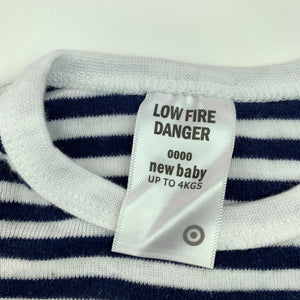 LOW FIRE
DANGER
0000
new baby
UP TO 4KGS